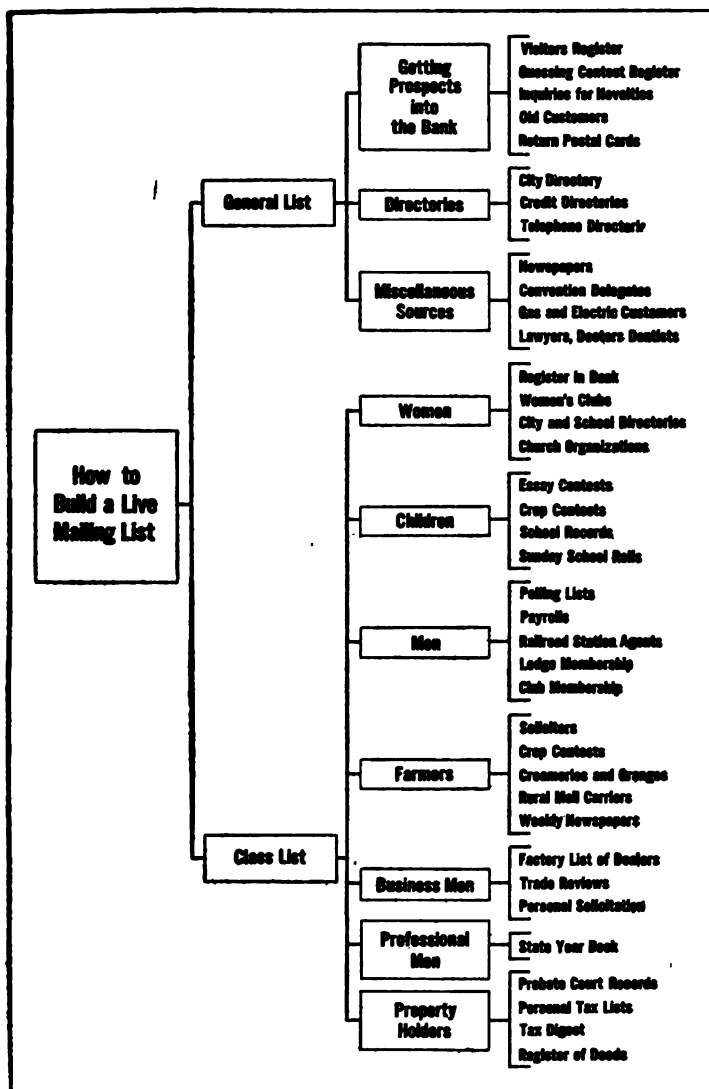 How to
Build a Live
Mailing List
General List
Getting
Prospects
into
the Bank
Visitors Register
Guessing Contest Register
Inquiries for Novelties
Old Customers
Return Postal Cards
Directories
City Directory
Credit Directories
Telephone Directorir
Miscellaneous
Sources
Newspapers
Convention Delegates
Gas and Electric Customers
Lawyers, Doctors Dentists
Class List
Women
Register in Bank
Women's Clubs
City and School Directories
Church Organizations
Children
Essay Contests
Crop Contests
School Records
Sunday School Rolls
Men
Polling Lists
Payrolls
Railroad Station Agents
Lodge Membership
Club Membership
Farmers
Solicitors
Crop Contests
Creameries and Granges
Rural Mail Carriers
Weekly Newspapers
Business Men
Factory List of Dealers
Trade Reviews
Personal Solicitation
Professional
Men
State Year Book
Property
Holders
Probate Court Records
Personal Tax Lists
Tax Digest
Register of Deeds